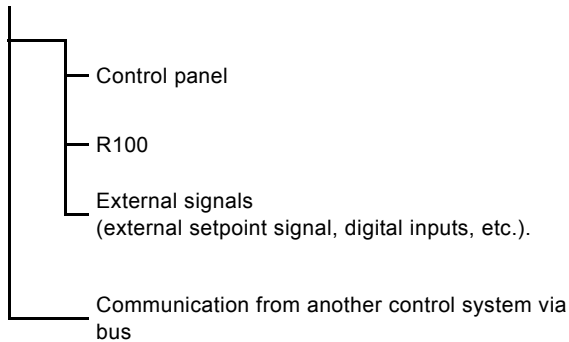 Control panel
R100
External signals
(external setpoint signal, digital inputs, etc.).
Communication from another control system via
bus